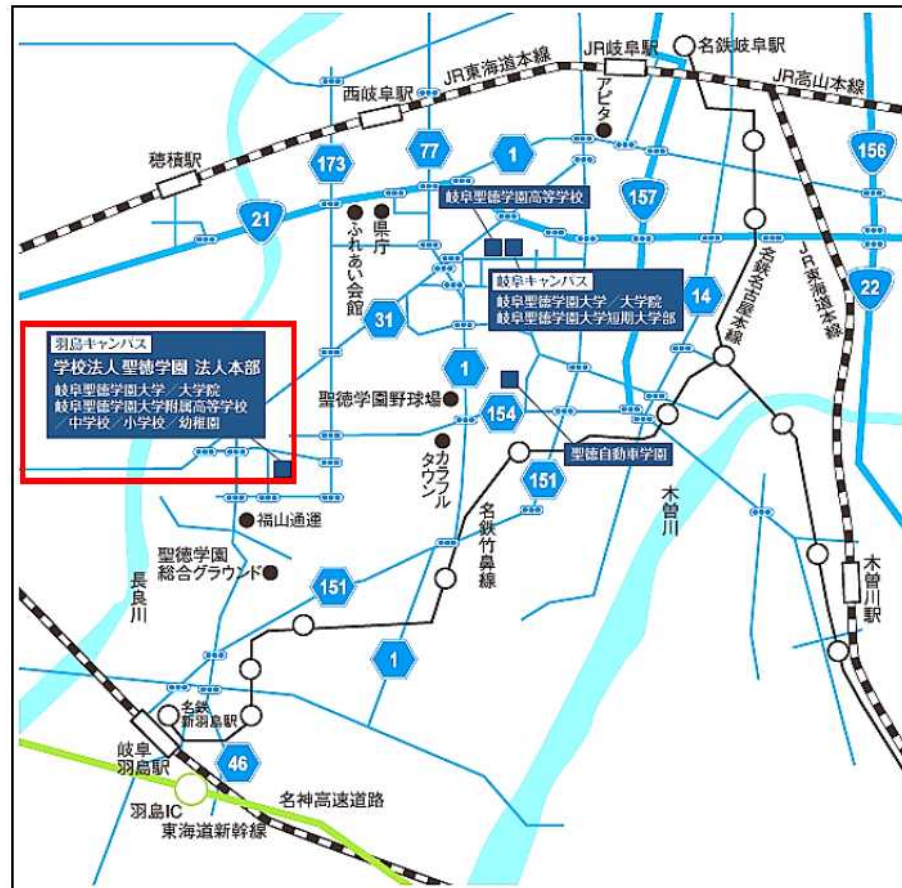 名鉄岐阜駅
JR岐阜駅
JR東海道本線
JR高山本線
西岐阜駅
アピタ
穂積駅
173
77
1
156
157
21
岐阜聖徳学園高等学校
県庁
ふれあい会館
名鉄名古屋本線
JR東海道本線
22
岐阜キャンパス
岐阜聖徳学園大学/大学院
岐阜聖徳学園大学短期大学部
14
31
羽島キャンパス
学校法人 聖徳学園 法人本部
岐阜聖徳学園大学/大学院
岐阜聖徳学園大学附属高等学校
/中学校/小学校/幼稚園
1
聖徳学園野球場
154
カラフル
タウン
聖徳自動車学園
151
名鉄竹鼻線
木曽川
福山通運
聖徳学園
総合グラウンド
長良川
151
木曽川駅
1
名鉄
新羽島駅
岐阜
羽島駅
46
羽島IC
名神高速道路
東海道新幹線